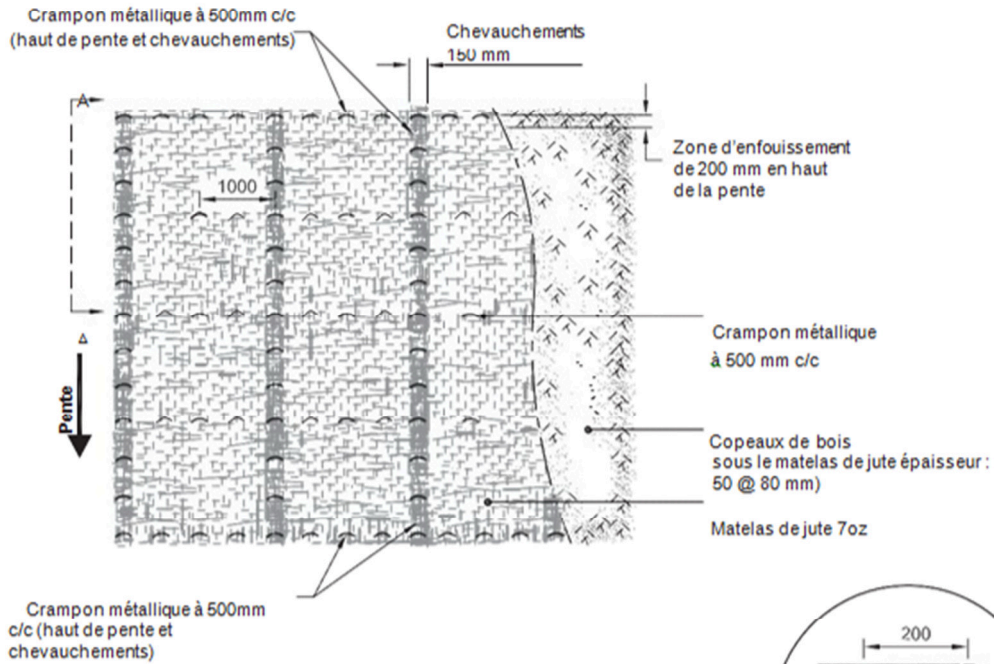 Crampon métallique à 500mm c/c
(haut de pente et chevauchements)
Chevauchements
150 mm
A
Zone d'enfouissement
de 200 mm en haut
de la pente
1000
Crampon métallique
à 500 mm c/c
Pente
Copeaux de bois
sous le matelas de jute épaisseur :
50 @ 80 mm)
Matelas de jute 7oz
Crampon métallique à 500mm
c/c (haut de pente et
chevauchements)
200